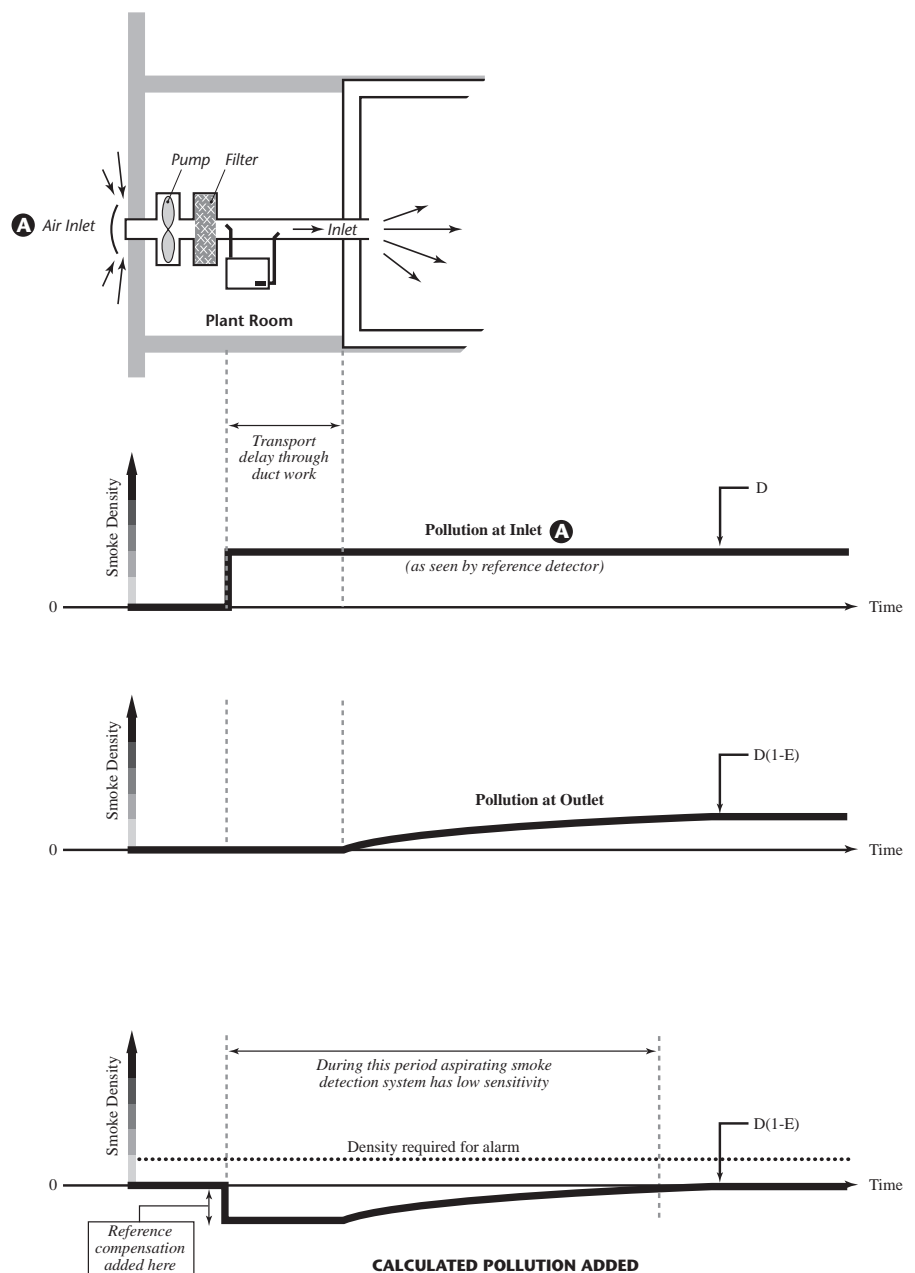 Pump Filter
A Air Inlet
Inlet
Plant Room
Transport
delay through
duct work
Smoke Density
D
Pollution at Inlet A
(as seen by reference detector)
0
Time
Smoke Density
D(1-E)
Pollution at Outlet
0
Time
Smoke Density
During this period aspirating smoke
detection system has low sensitivity
D(1-E)
Density required for alarm
0
Time
Reference
compensation
added here
CALCULATED POLLUTION ADDED